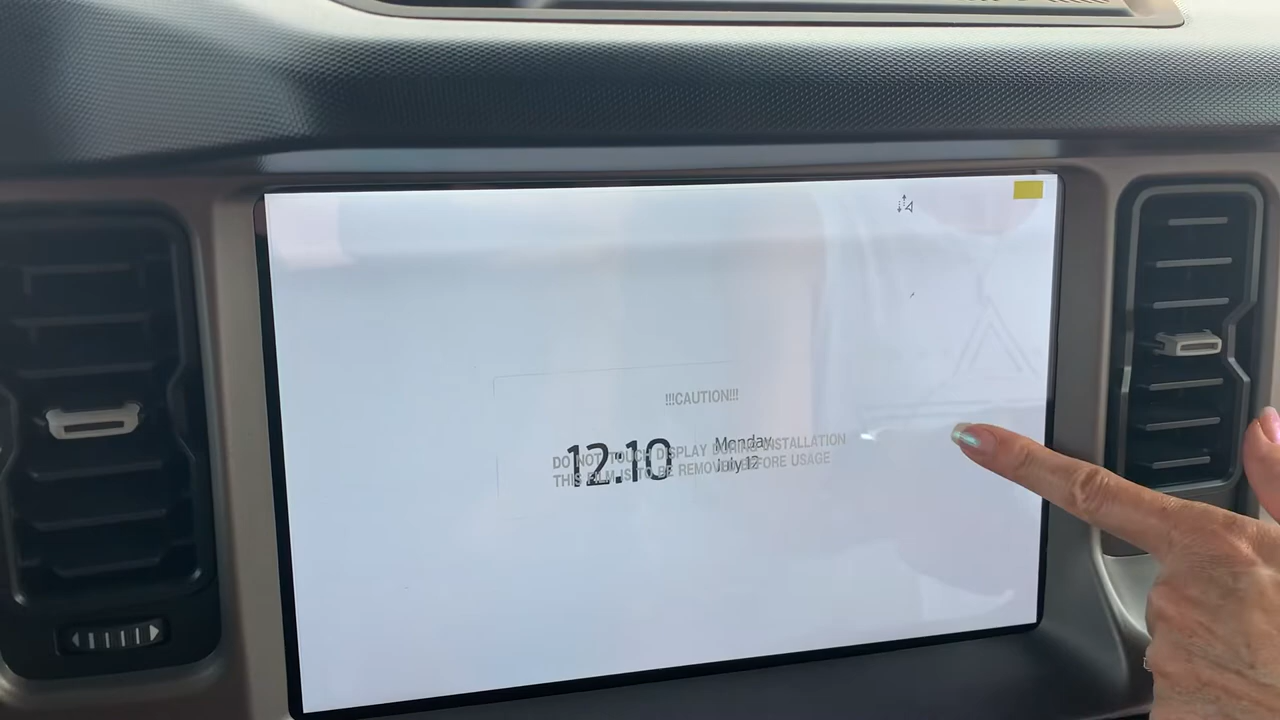 !!!CAUTION!!!
12:10
Monday
July 12
DO NOT TOUCH DISPLAY DURING INSTALLATION
THIS FILM IS TO BE REMOVED BEFORE USAGE